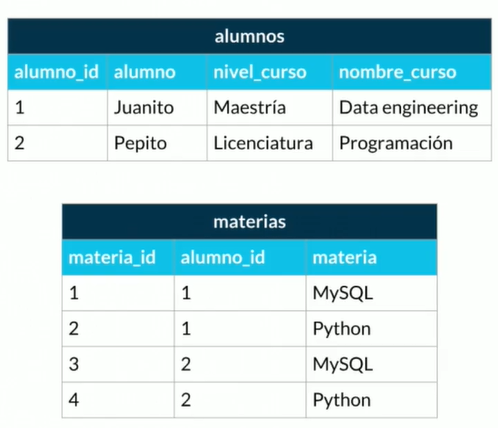 alumnos
alumno_id alumno nivel_curso nombre_curso
1 Juanito Maestría Data engineering
2 Pepito Licenciatura Programación
materias
materia_id alumno_id materia
1 1 MySQL
2 1 Python
3 2 MySQL
4 2 Python